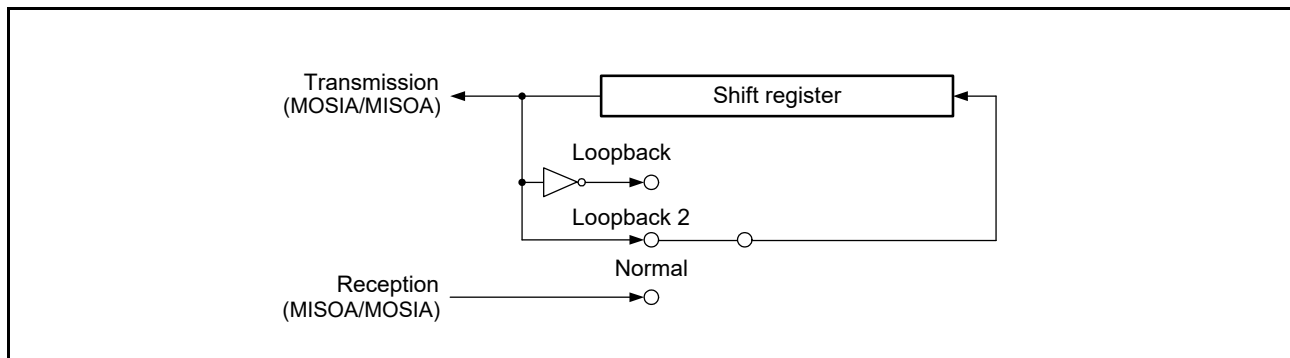 Transmission
(MOSIA/MISOA)
Shift register
Loopback
Loopback 2
Normal
Reception
(MISOA/MOSIA)